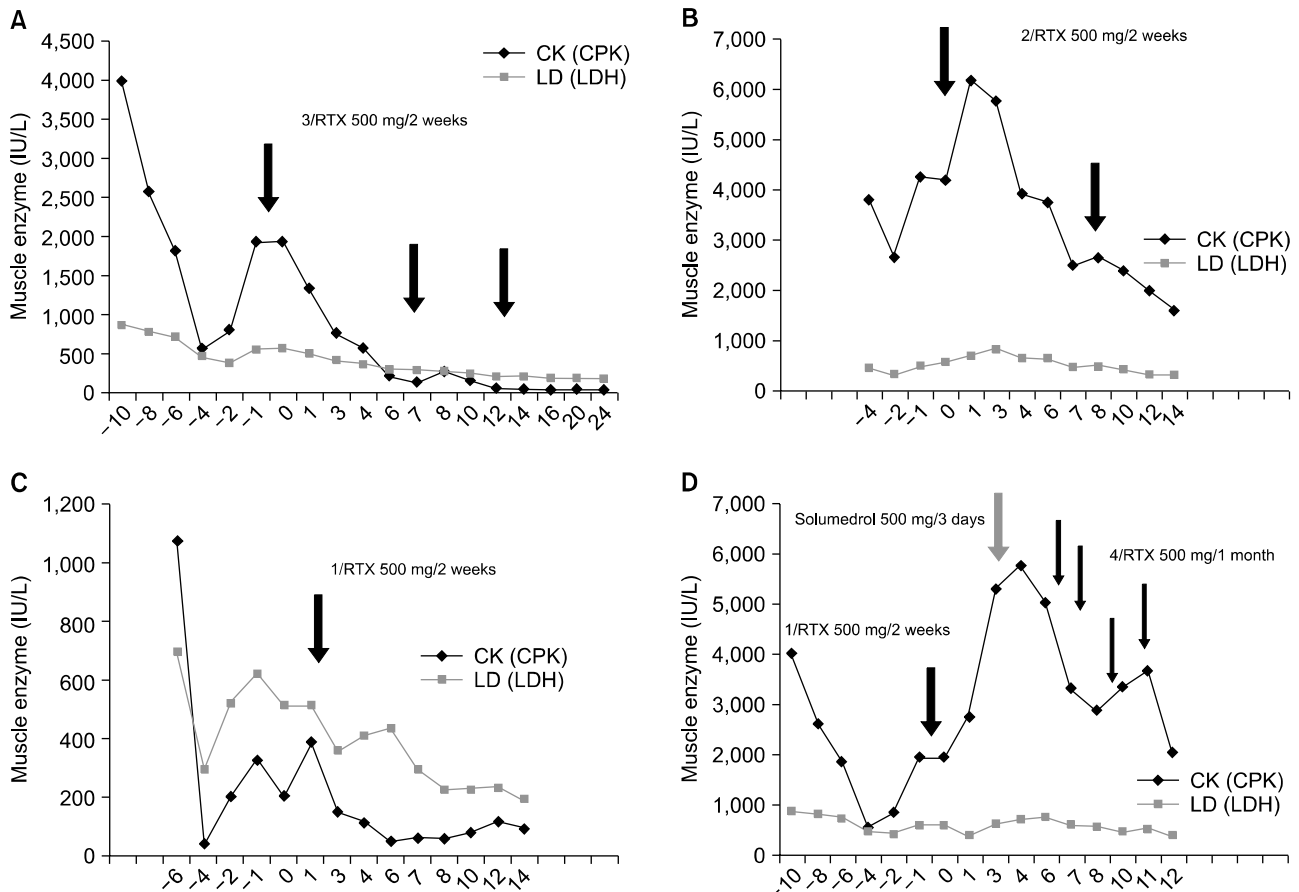 A
4,500
4,000
3,500
3,000
2,500
2,000
1,500
1,000
500
0
Muscle enzyme (IU/L)
CK (CPK)
LD (LDH)
3/RTX 500 mg/2 weeks
−10 −8 −6 −4 −2 −1 0 1 3 4 6 7 8 10 12 14 16 20 24
B
7,000
6,000
5,000
4,000
3,000
2,000
1,000
0
Muscle enzyme (IU/L)
2/RTX 500 mg/2 weeks
CK (CPK)
LD (LDH)
−4 −2 −1 0 1 3 4 6 7 8 10 12 14
C
1,200
1,000
800
600
400
200
0
Muscle enzyme (IU/L)
1/RTX 500 mg/2 weeks
CK (CPK)
LD (LDH)
−6 −4 −2 −1 0 1 3 4 6 7 8 10 12 14
D
7,000
6,000
5,000
4,000
3,000
2,000
1,000
0
Muscle enzyme (IU/L)
Solumedrol 500 mg/3 days
4/RTX 500 mg/1 month
1/RTX 500 mg/2 weeks
CK (CPK)
LD (LDH)
−10 −8 −6 −4 −2 −1 0 1 3 4 6 7 8 10 11 12